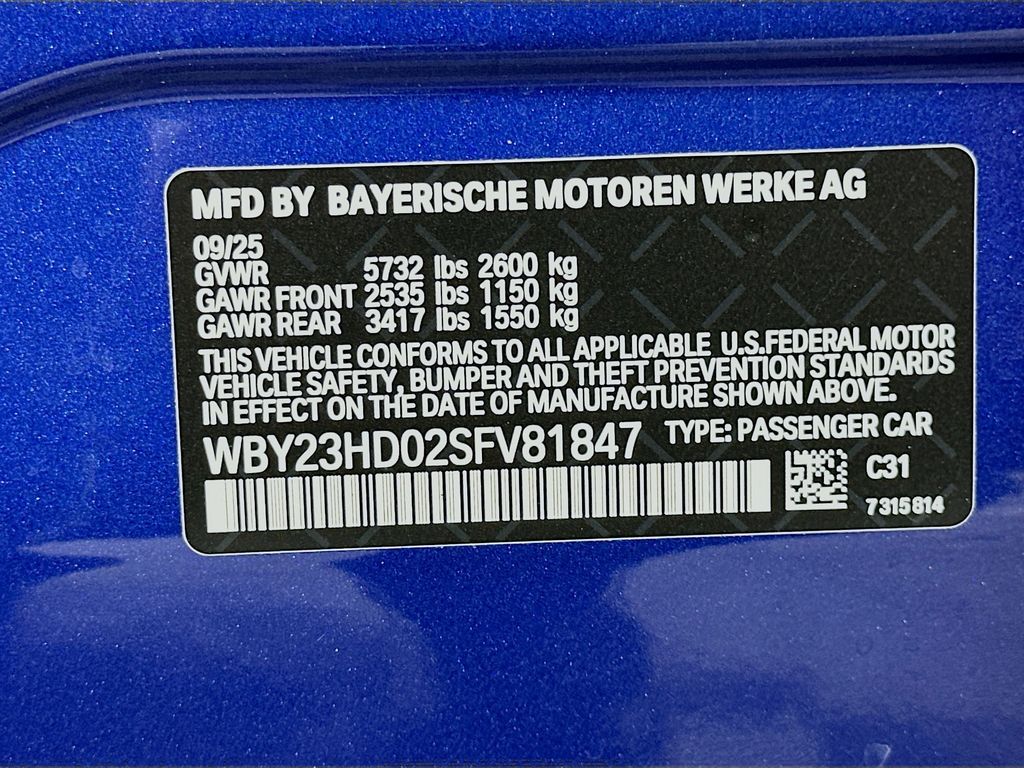 MFD BY BAYERISCHE MOTOREN WERKE AG
09/25
GVWR 5732 lbs 2600 kg
GAWR FRONT 2535 lbs 1150 kg
GAWR REAR 3417 lbs 1550 kg
THIS VEHICLE CONFORMS TO ALL APPLICABLE U.S.FEDERAL MOTOR
VEHICLE SAFETY, BUMPER AND THEFT PREVENTION STANDARDS
IN EFFECT ON THE DATE OF MANUFACTURE SHOWN ABOVE.
WBY23HD02SFV81847 TYPE: PASSENGER CAR
C31
7315814